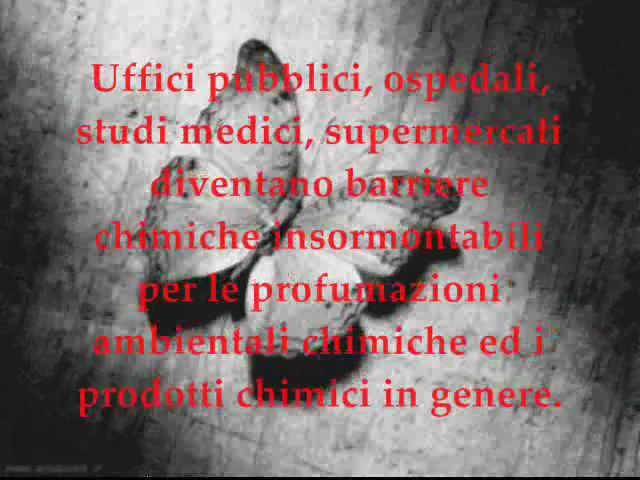 Uffici pubblici, ospedali,
studi medici, supermercati
diventano barriere
chimiche insormontabili
per le profumazioni
ambientali chimiche ed i
prodotti chimici in genere.